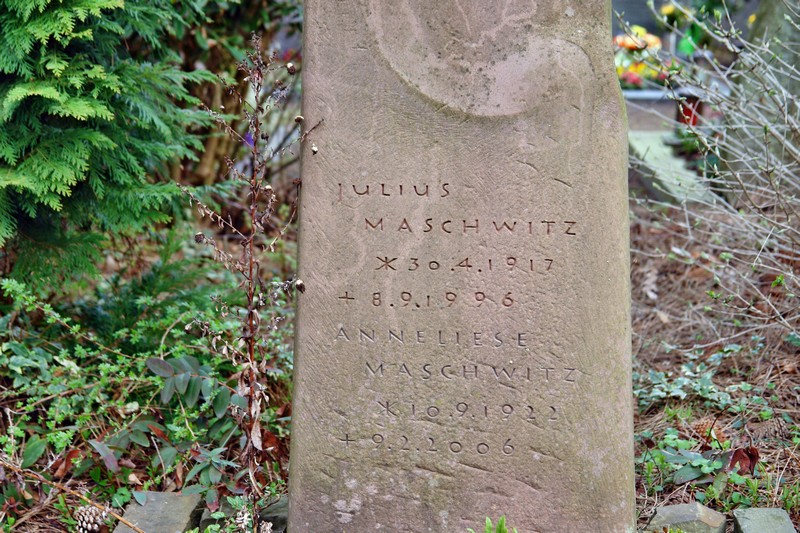 JULIUS
MASCHWITZ
* 30.4.1917
+ 8.9.1996
ANNELIESE
MASCHWITZ
* 10.9.1922
+ 9.2.2006